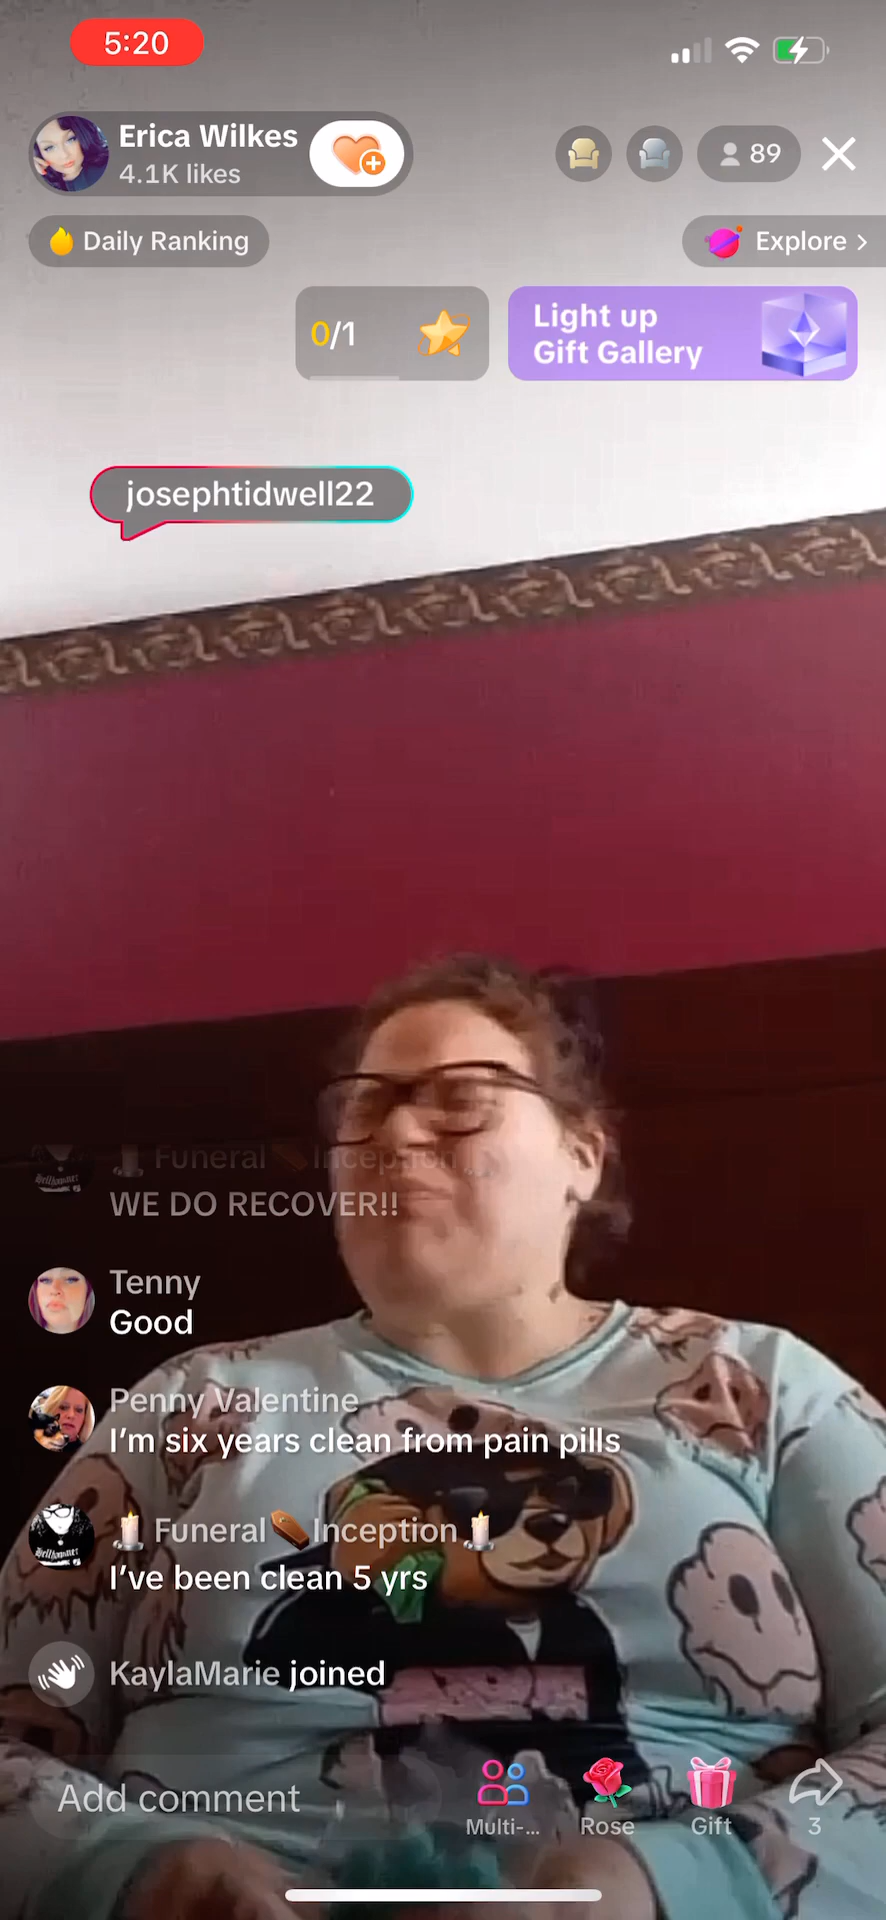 5:20
Erica Wilkes
4.1K likes
89
Daily Ranking
Explore >
0/1
Light up
Gift Gallery
josephtidwell22
Funeral Inception
WE DO RECOVER!!
Tenny
Good
Penny Valentine
I'm six years clean from pain pills
Funeral Inception
I've been clean 5 yrs
KaylaMarie joined
Add comment
Multi-...
Rose
Gift
3